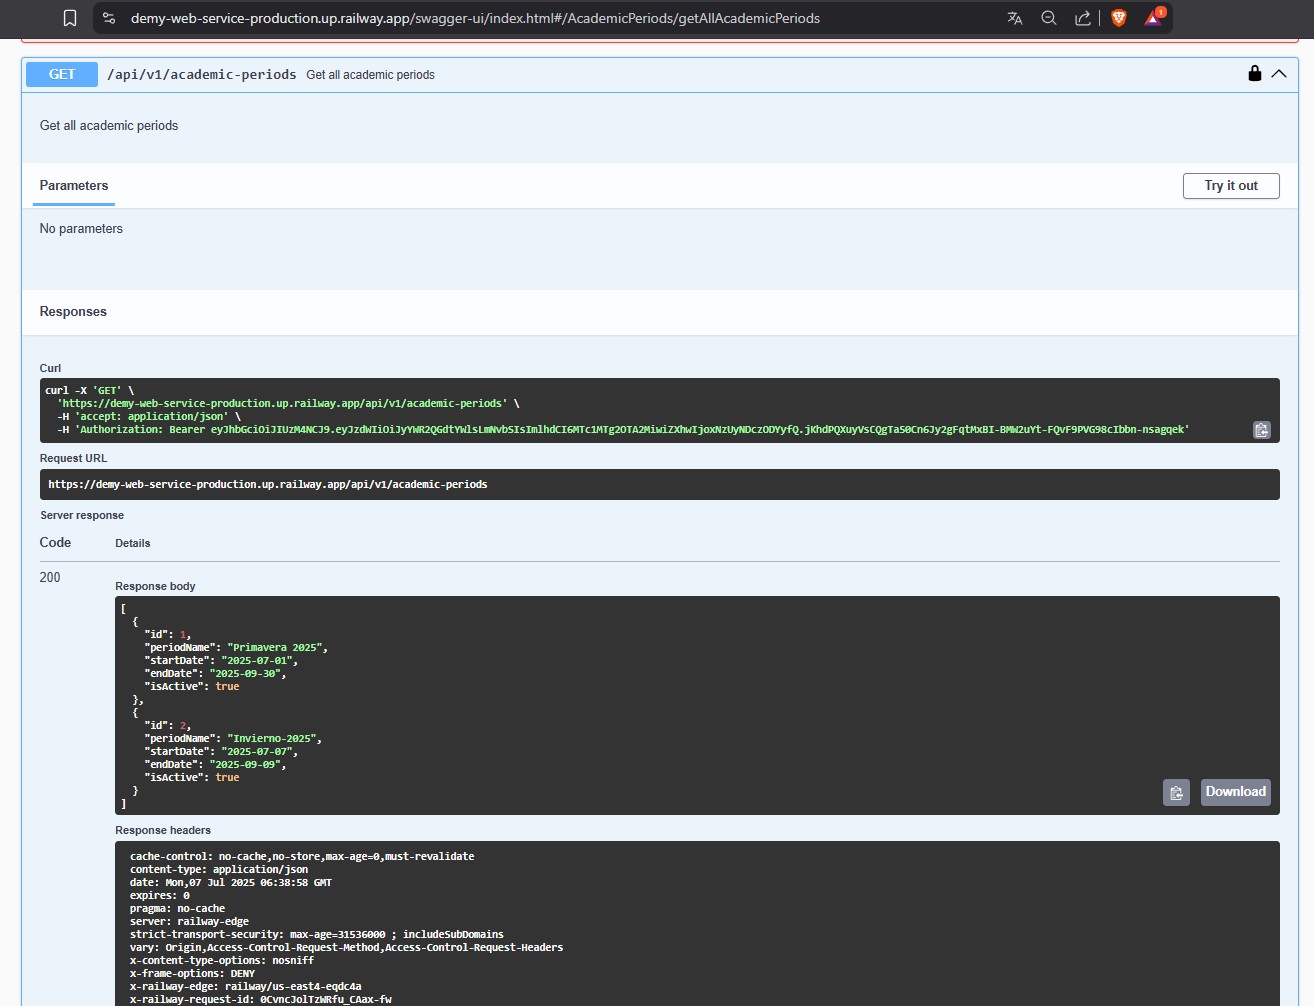 demy-web-service-production.up.railway.app/swagger-ui/index.html#/AcademicPeriods/getAllAcademicPeriods
1
GET /api/v1/academic-periods Get all academic periods
Get all academic periods
Parameters
Try it out
No parameters
Responses
Curl
curl -X 'GET' \
'https://demy-web-service-production.up.railway.app/api/v1/academic-periods' \
-H 'accept: application/json' \
-H 'Authorization: Bearer
Request URL
https://demy-web-service-production.up.railway.app/api/v1/academic-periods
Server response
Code Details
200
Response body
[
{
"id": 1,
"periodName": "Primavera 2025",
"startDate": "2025-07-01",
"endDate": "2025-09-30",
"isActive": true
},
{
"id": 2,
"periodName": "Invierno-2025",
"startDate": "2025-07-07",
"endDate": "2025-09-09",
"isActive": true
}
]
Download
Response headers
cache-control: no-cache,no-store,max-age=0,must-revalidate
content-type: application/json
date: Mon,07 Jul 2025 06:38:58 GMT
expires: 0
pragma: no-cache
server: railway-edge
strict-transport-security: max-age=31536000 ; includeSubDomains
vary: Origin,Access-Control-Request-Method,Access-Control-Request-Headers
x-content-type-options: nosniff
x-frame-options: DENY
x-railway-edge: railway/us-east4-eqdc4a
x-railway-request-id: 0CvncJolTzWRfu_CAax-fw